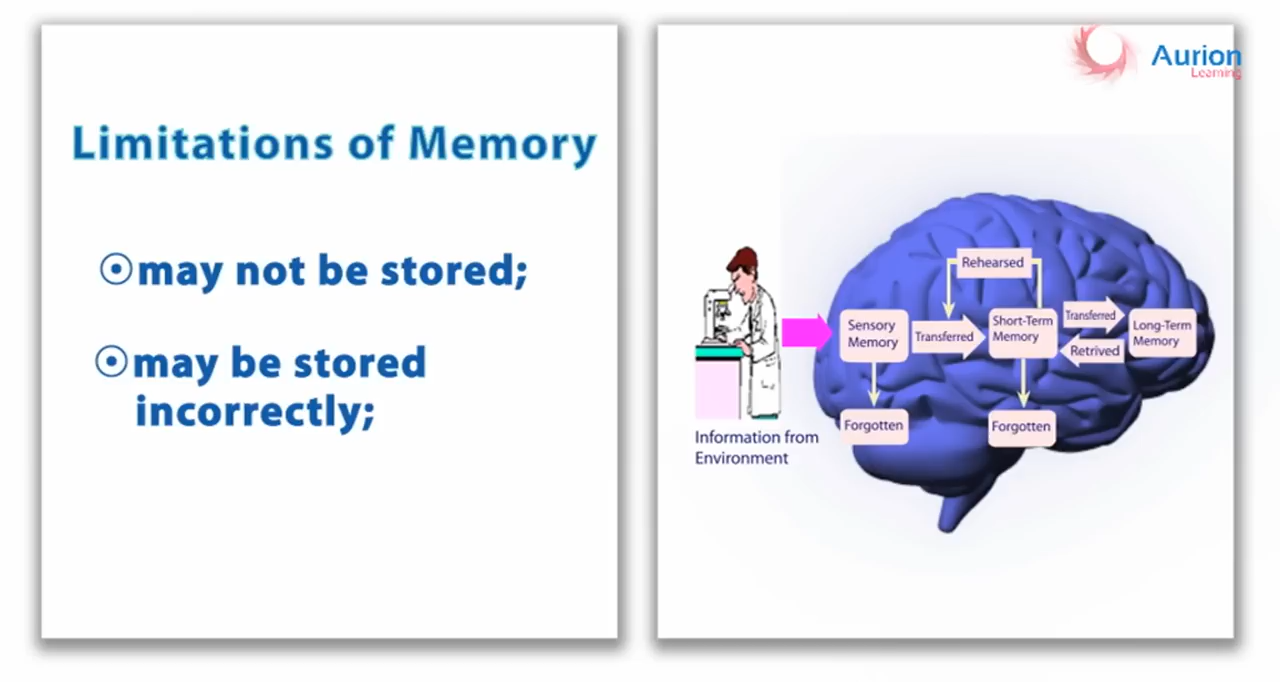 Limitations of Memory
may not be stored;
may be stored
incorrectly;
Aurion
Learning
Rehearsed
Sensory
Memory
Transferred
Short-Term
Memory
Transferred
Retrived
Long-Term
Memory
Forgotten
Forgotten
Information from
Environment